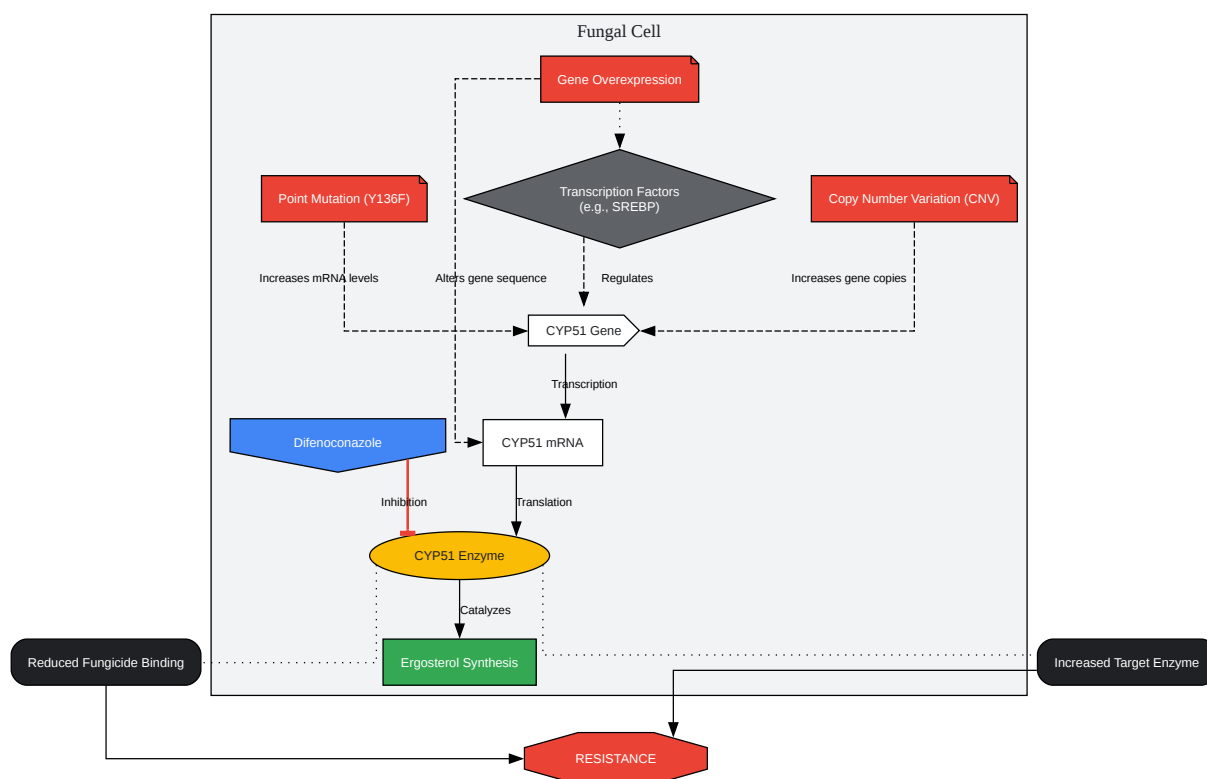 Fungal Cell
Gene Overexpression
Transcription Factors
(e.g., SREBP)
Point Mutation (Y136F)
Copy Number Variation (CNV)
Increases mRNA levels
Alters gene sequence
Regulates
Increases gene copies
CYP51 Gene
Transcription
Difenoconazole
CYP51 mRNA
Inhibition
Translation
CYP51 Enzyme
Catalyzes
Reduced Fungicide Binding
Ergosterol Synthesis
Increased Target Enzyme
RESISTANCE